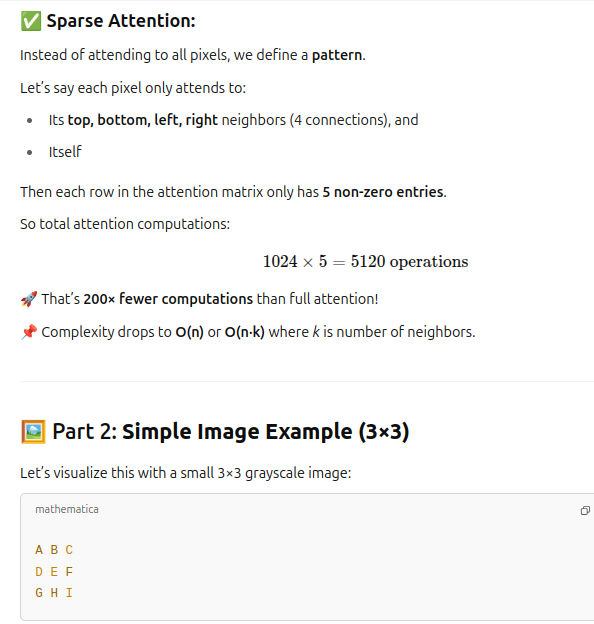 ✅ Sparse Attention:
Instead of attending to all pixels, we define a pattern.
Let's say each pixel only attends to:
• Its top, bottom, left, right neighbors (4 connections), and
• Itself
Then each row in the attention matrix only has 5 non-zero entries.
So total attention computations:
1024 × 5 = 5120 operations
🚀 That's 200× fewer computations than full attention!
📌 Complexity drops to O(n) or O(n·k) where k is number of neighbors.
🖼️ Part 2: Simple Image Example (3×3)
Let's visualize this with a small 3×3 grayscale image:
mathematica
A B C
D E F
G H I